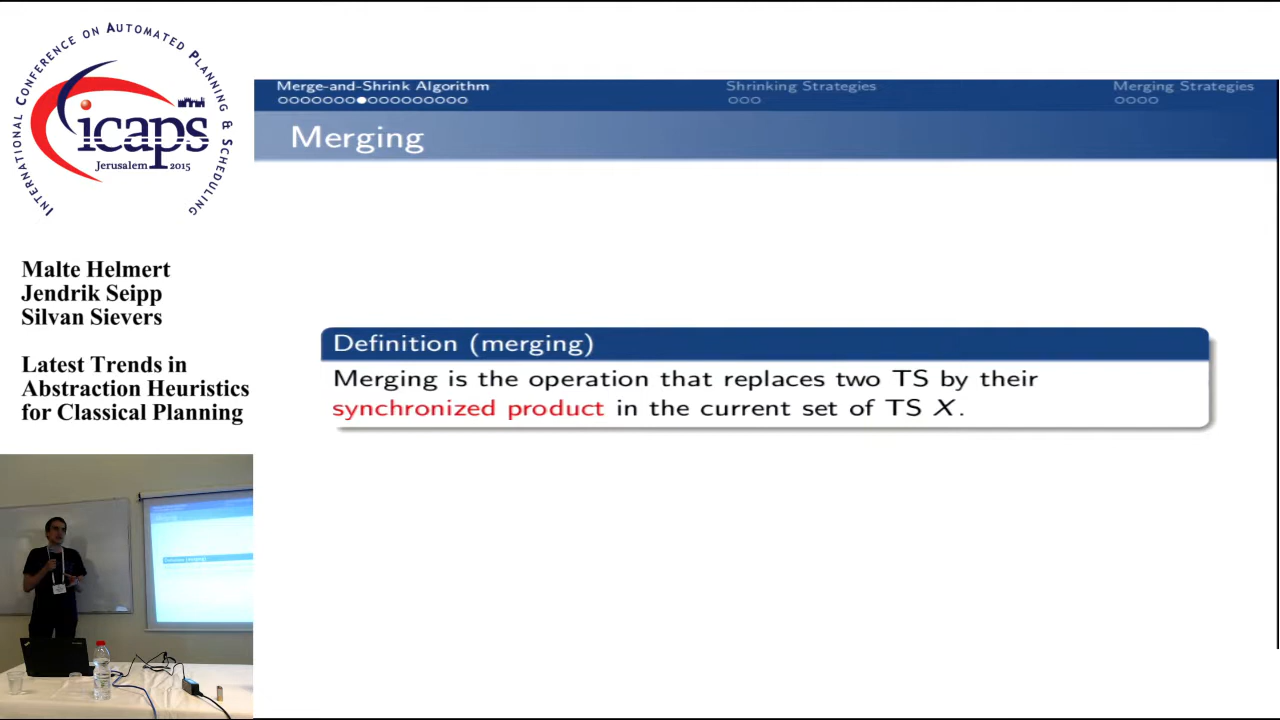 INTERNATIONAL CONFERENCE ON AUTOMATED PLANNING & SCHEDULING
icaps
Jerusalem 2015
Malte Helmert
Jendrik Seipp
Silvan Sievers
Latest Trends in
Abstraction Heuristics
for Classical Planning
Merge-and-Shrink Algorithm
Shrinking Strategies
Merging Strategies
Merging
Definition (merging)
Merging is the operation that replaces two TS by their
synchronized product in the current set of TS X.